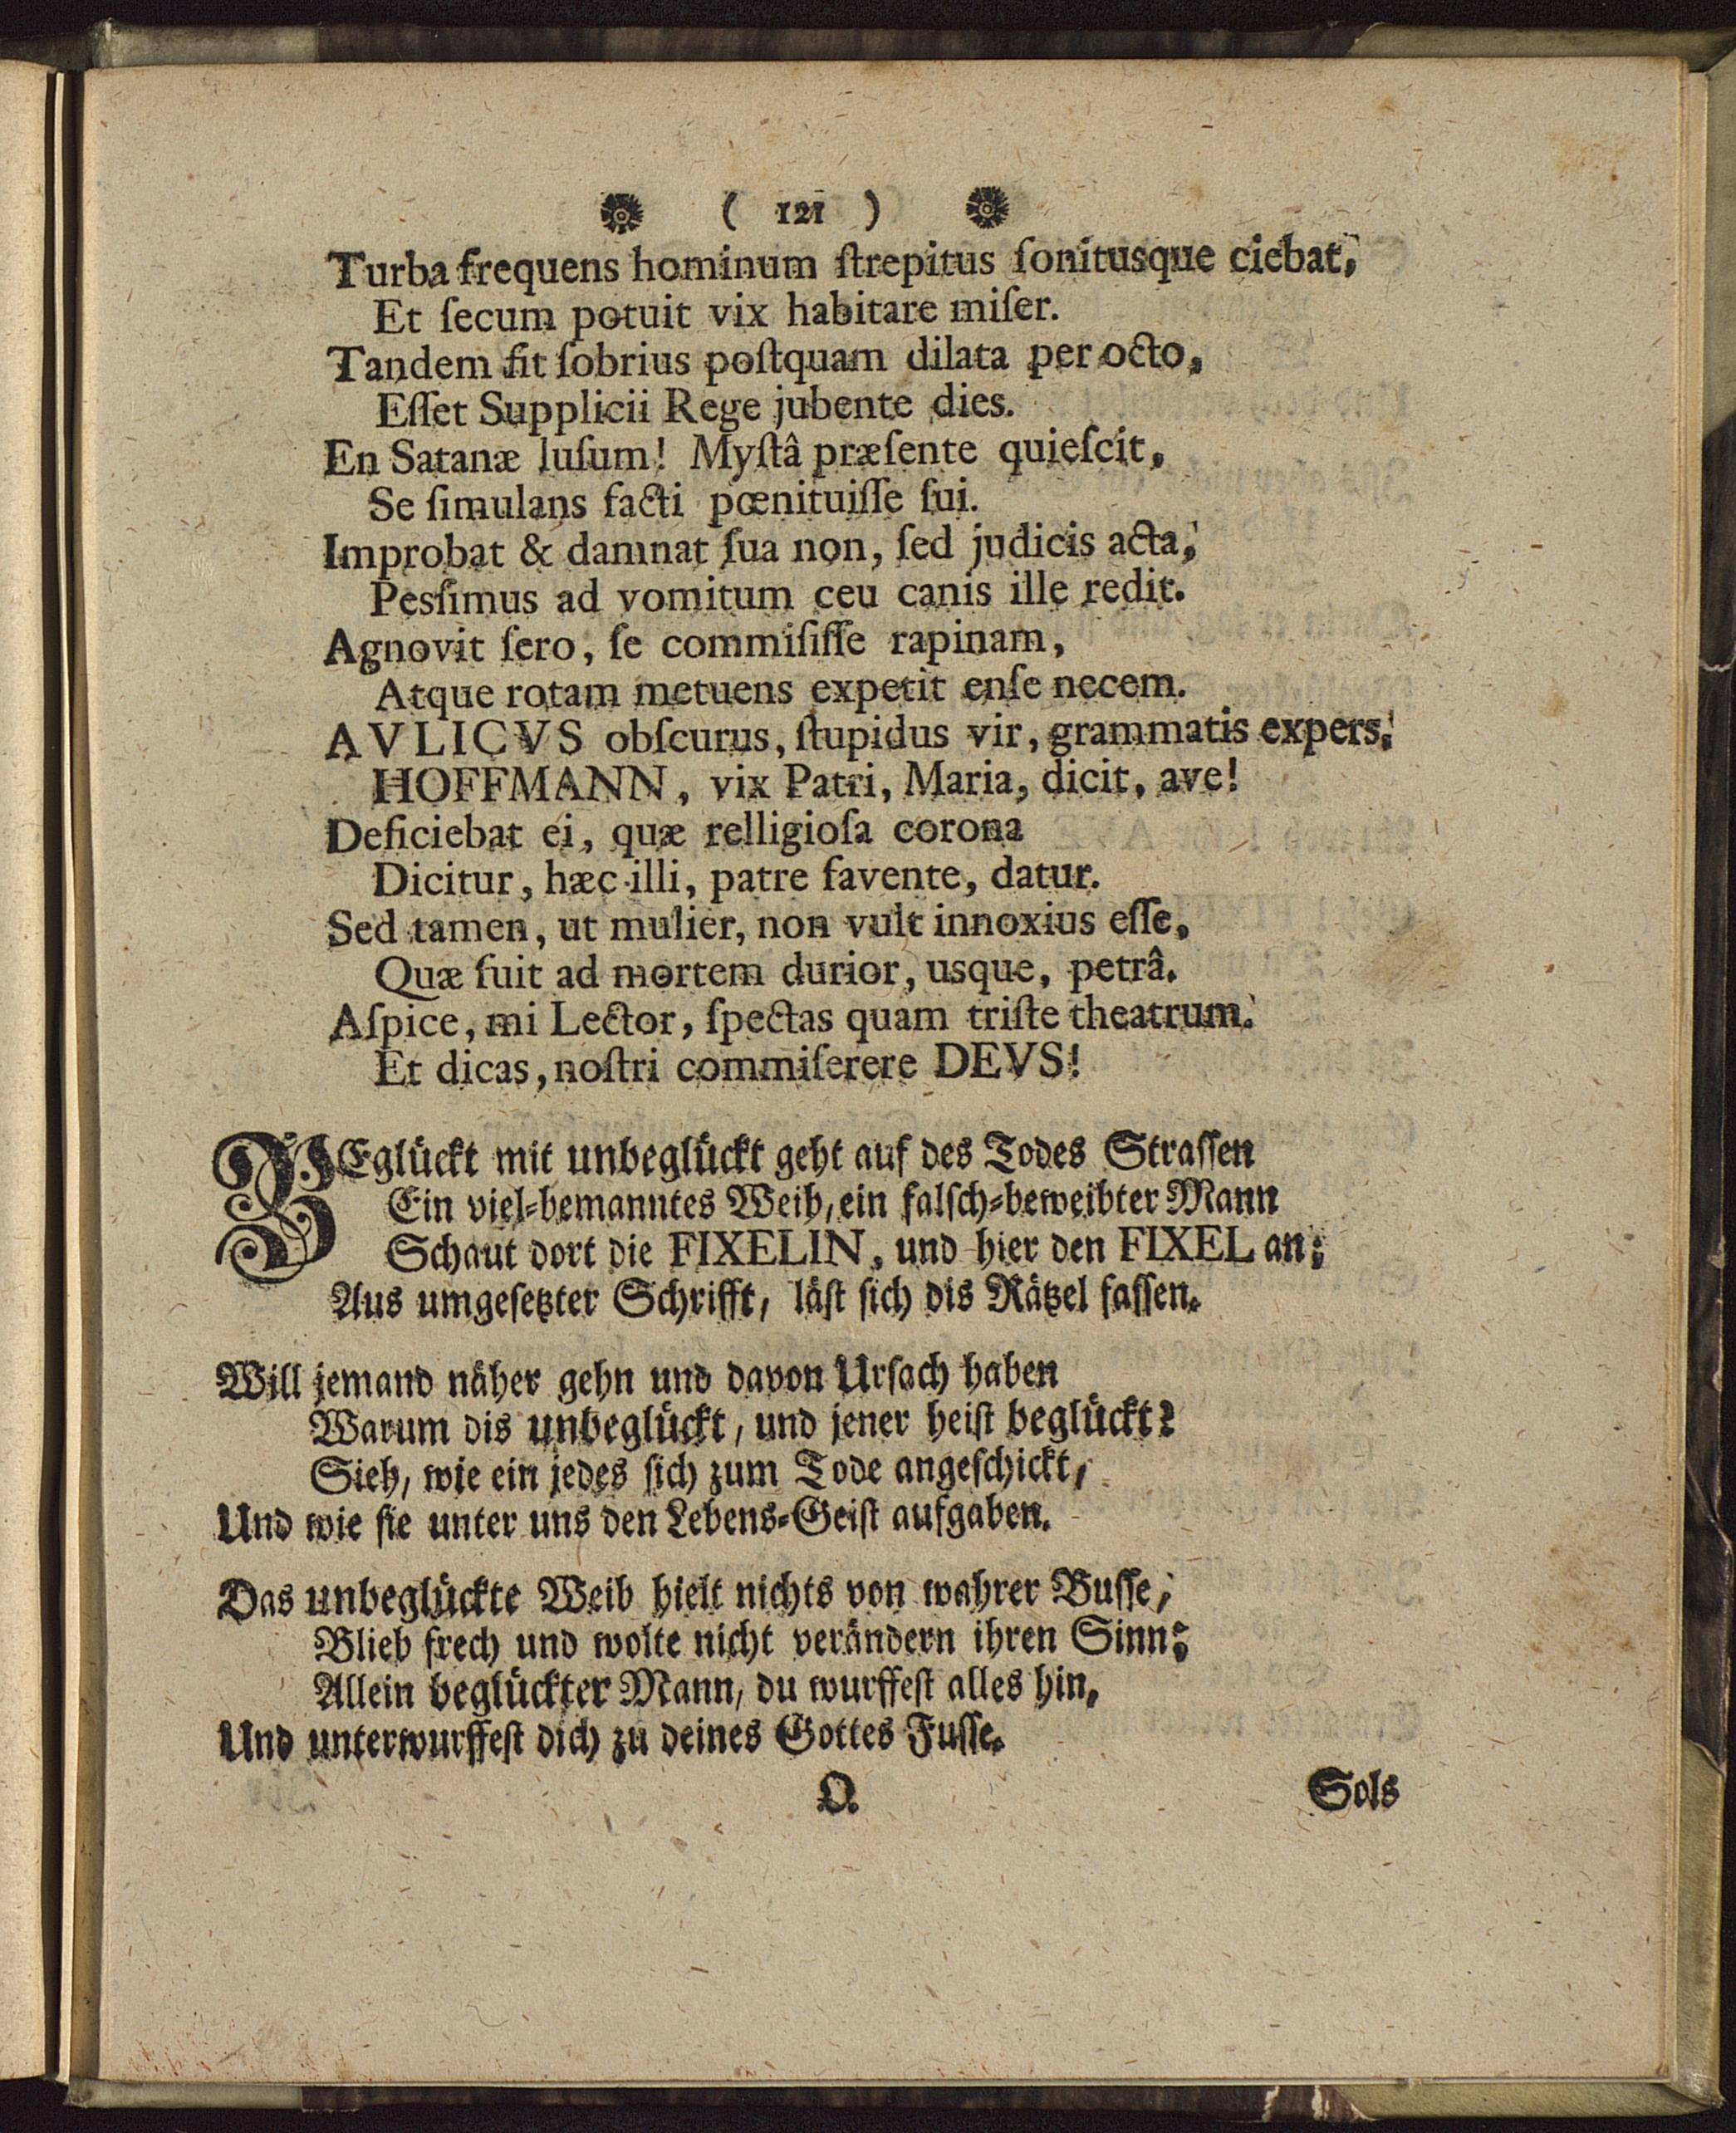 ( 121 )
Turba frequens hominum ſtrepitus ſonitusque ciebat,
Et ſecum potuit vix habitare miſer.
Tandem fit ſobrius poſtquam dilata per octo,
Eſſet Supplicii Rege jubente dies.
En Satanæ luſum! Myſtâ præſente quieſcit,
Se ſimulans facti pœnituiſſe ſui.
Improbat & damnat ſua non, ſed judicis acta,
Pesſimus ad vomitum ceu canis ille redit.
Agnovit ſero, ſe commiſiſſe rapinam,
Atque rotam metuens expetit enſe necem.
AVLICVS obſcurus, ſtupidus vir, grammatis expers,
HOFFMANN, vix Patri, Maria, dicit, ave!
Deficiebat ei, quæ relligioſa corona
Dicitur, hæc illi, patre favente, datur.
Sed tamen, ut mulier, non vult innoxius eſſe,
Quæ fuit ad mortem durior, usque, petrâ.
Aſpice, mi Lector, ſpectas quam triſte theatrum.
Et dicas, noſtri commiſerere DEVS!
BEglückt mit unbeglückt geht auf des Todes Straſſen
Ein viel-bemanntes Weib, ein falſch-beweibter Mann
Schaut dort die FIXELIN, und hier den FIXEL an;
Aus umgeſetzter Schrifft, läſt ſich dis Rätzel faſſen.
Will jemand näher gehn und davon Urſach haben
Warum dis unbeglückt, und jener heiſt beglückt?
Sieh, wie ein jedes ſich zum Tode angeſchickt,
Und wie ſie unter uns den Lebens-Geiſt aufgaben.
Das unbeglückte Weib hielt nichts von wahrer Buſſe,
Blieb frech und wolte nicht verändern ihren Sinn;
Allein beglückter Mann, du wurffeſt alles hin,
Und unterwurffeſt dich zu deines Gottes Fuſſe.
Q
Sols